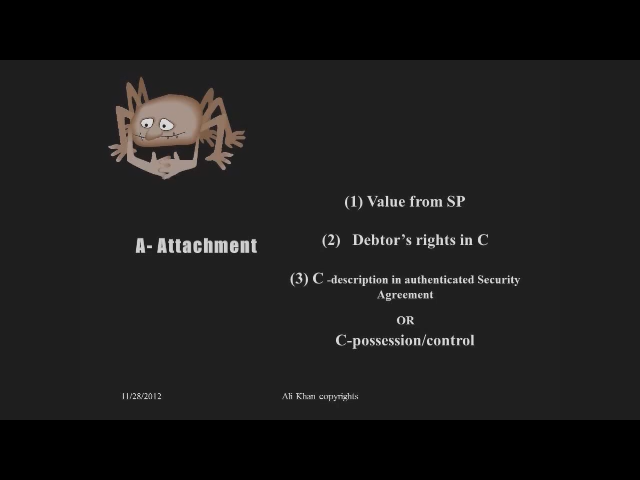 A- Attachment
(1) Value from SP
(2) Debtor's rights in C
(3) C -description in authenticated Security
Agreement
OR
C-possession/control
11/28/2012
Ali Khan copyrights